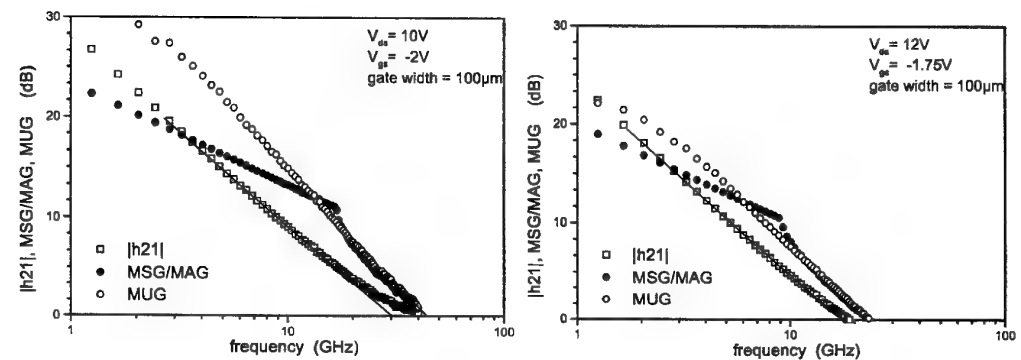 |h21|, MSG/MAG, MUG (dB)
30
20
10
0
V_ds= 10V
V_gs= -2V
gate width = 100µm
|h21|
MSG/MAG
MUG
1
10
100
frequency (GHz)
|h21|, MSG/MAG, MUG (dB)
30
20
10
0
V_ds= 12V
V_gs= -1.75V
gate width = 100µm
|h21|
MSG/MAG
MUG
1
10
100
frequency (GHz)